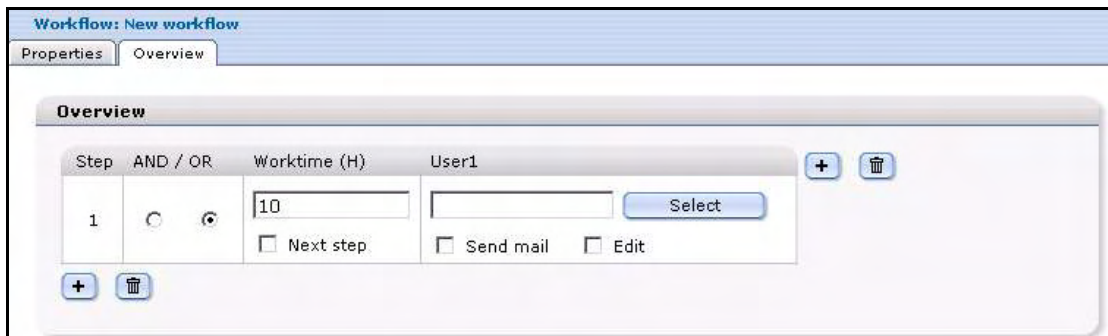 Workflow: New workflow
Properties Overview
Overview
Step AND / OR Worktime (H) User1
1 10 Select
Next step Send mail Edit